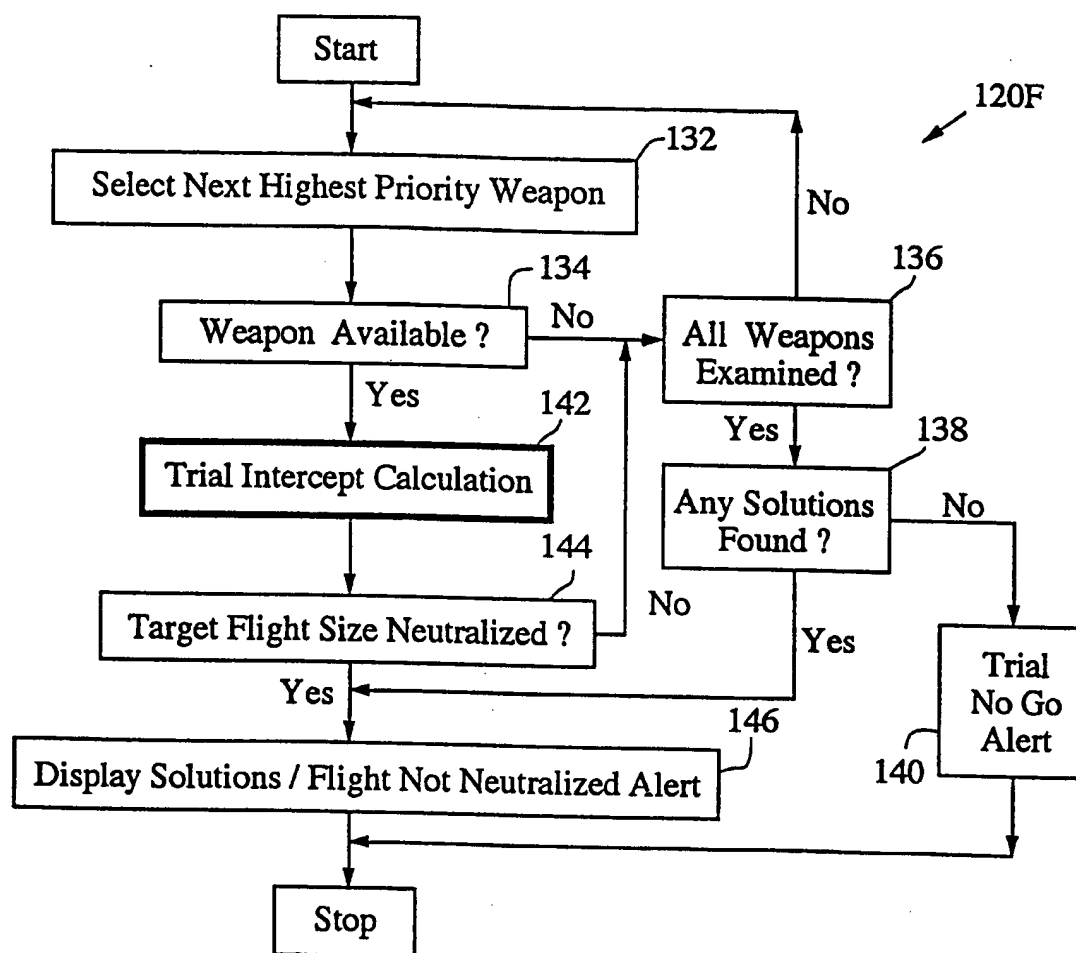 Start
120F
132
Select Next Highest Priority Weapon
No
134
136
Weapon Available ?
No
All Weapons
Examined ?
Yes
142
Yes
138
Trial Intercept Calculation
Any Solutions
Found ?
No
144
Target Flight Size Neutralized ?
No
Yes
Yes
Trial
No Go
Alert
146
140
Display Solutions / Flight Not Neutralized Alert
Stop